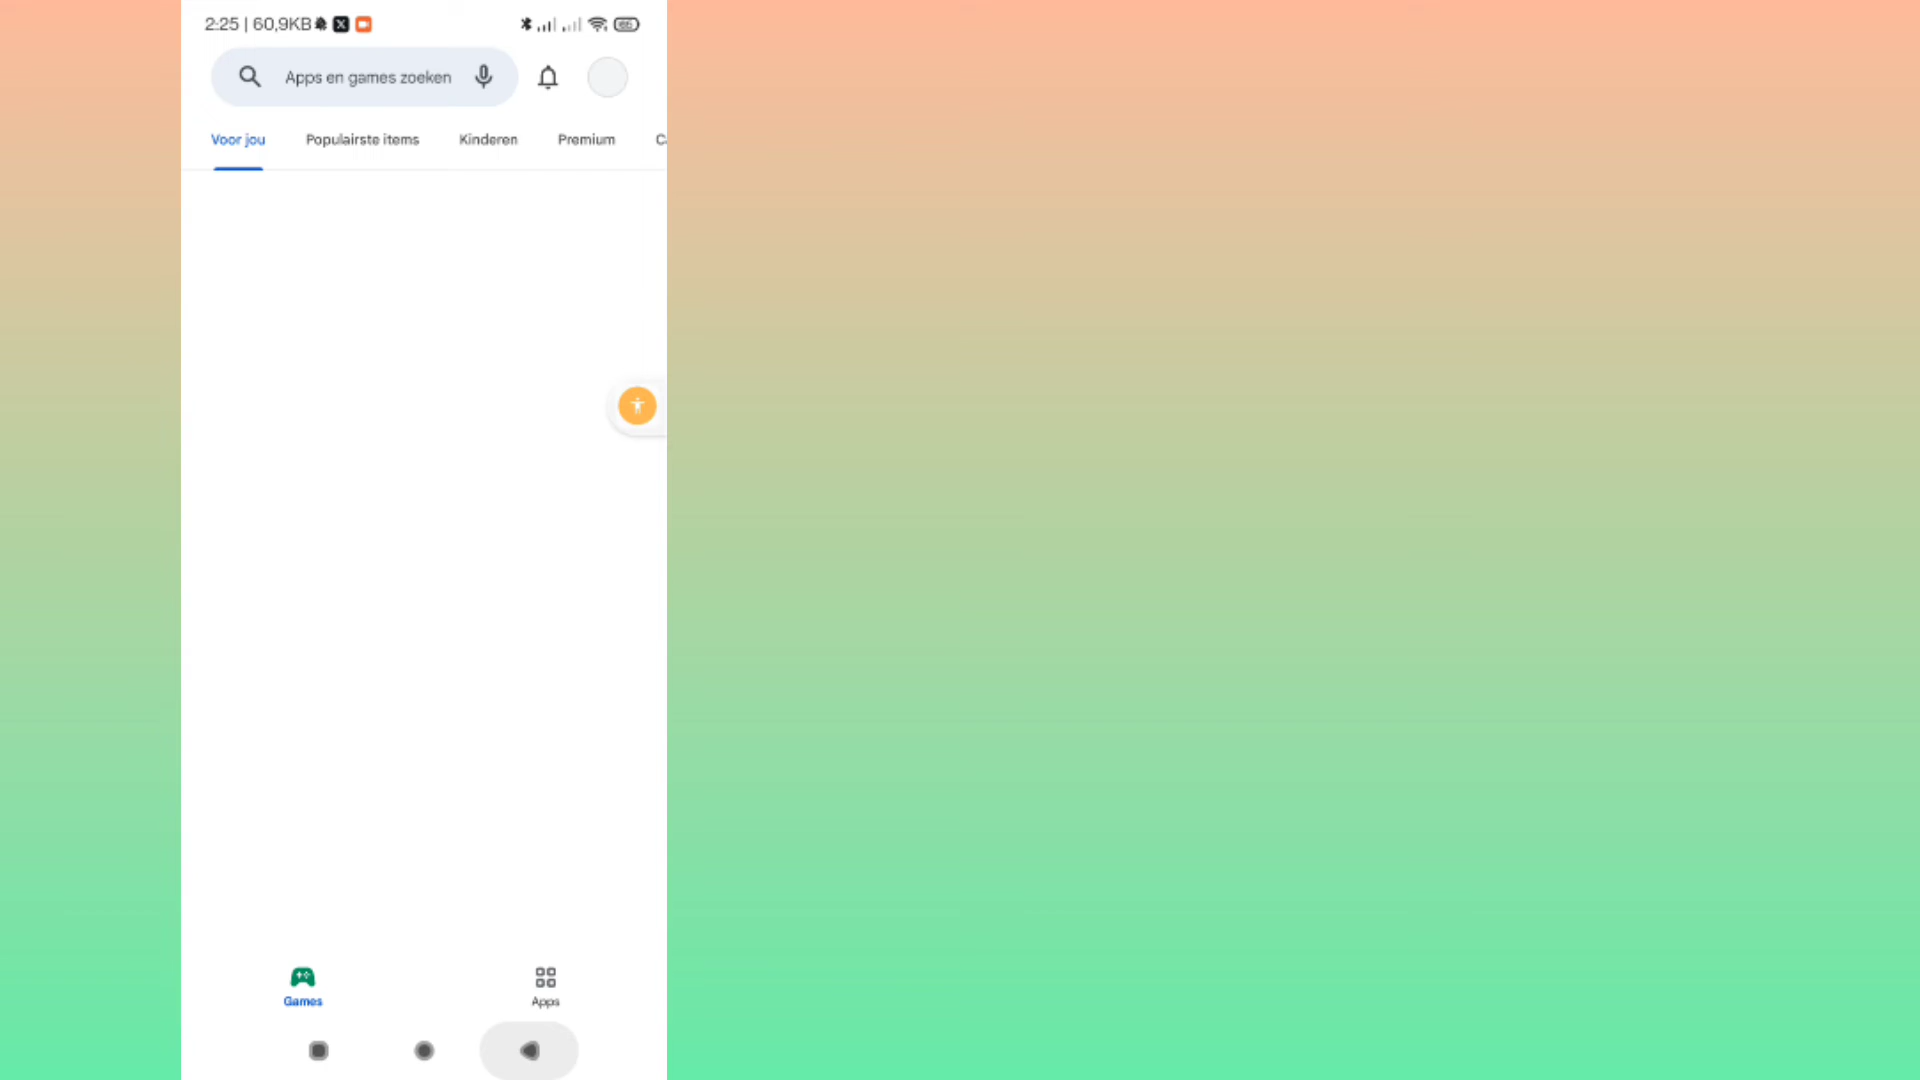 2:25 | 60,9KB
Apps en games zoeken
Voor jou Populairste items Kinderen Premium
Games Apps